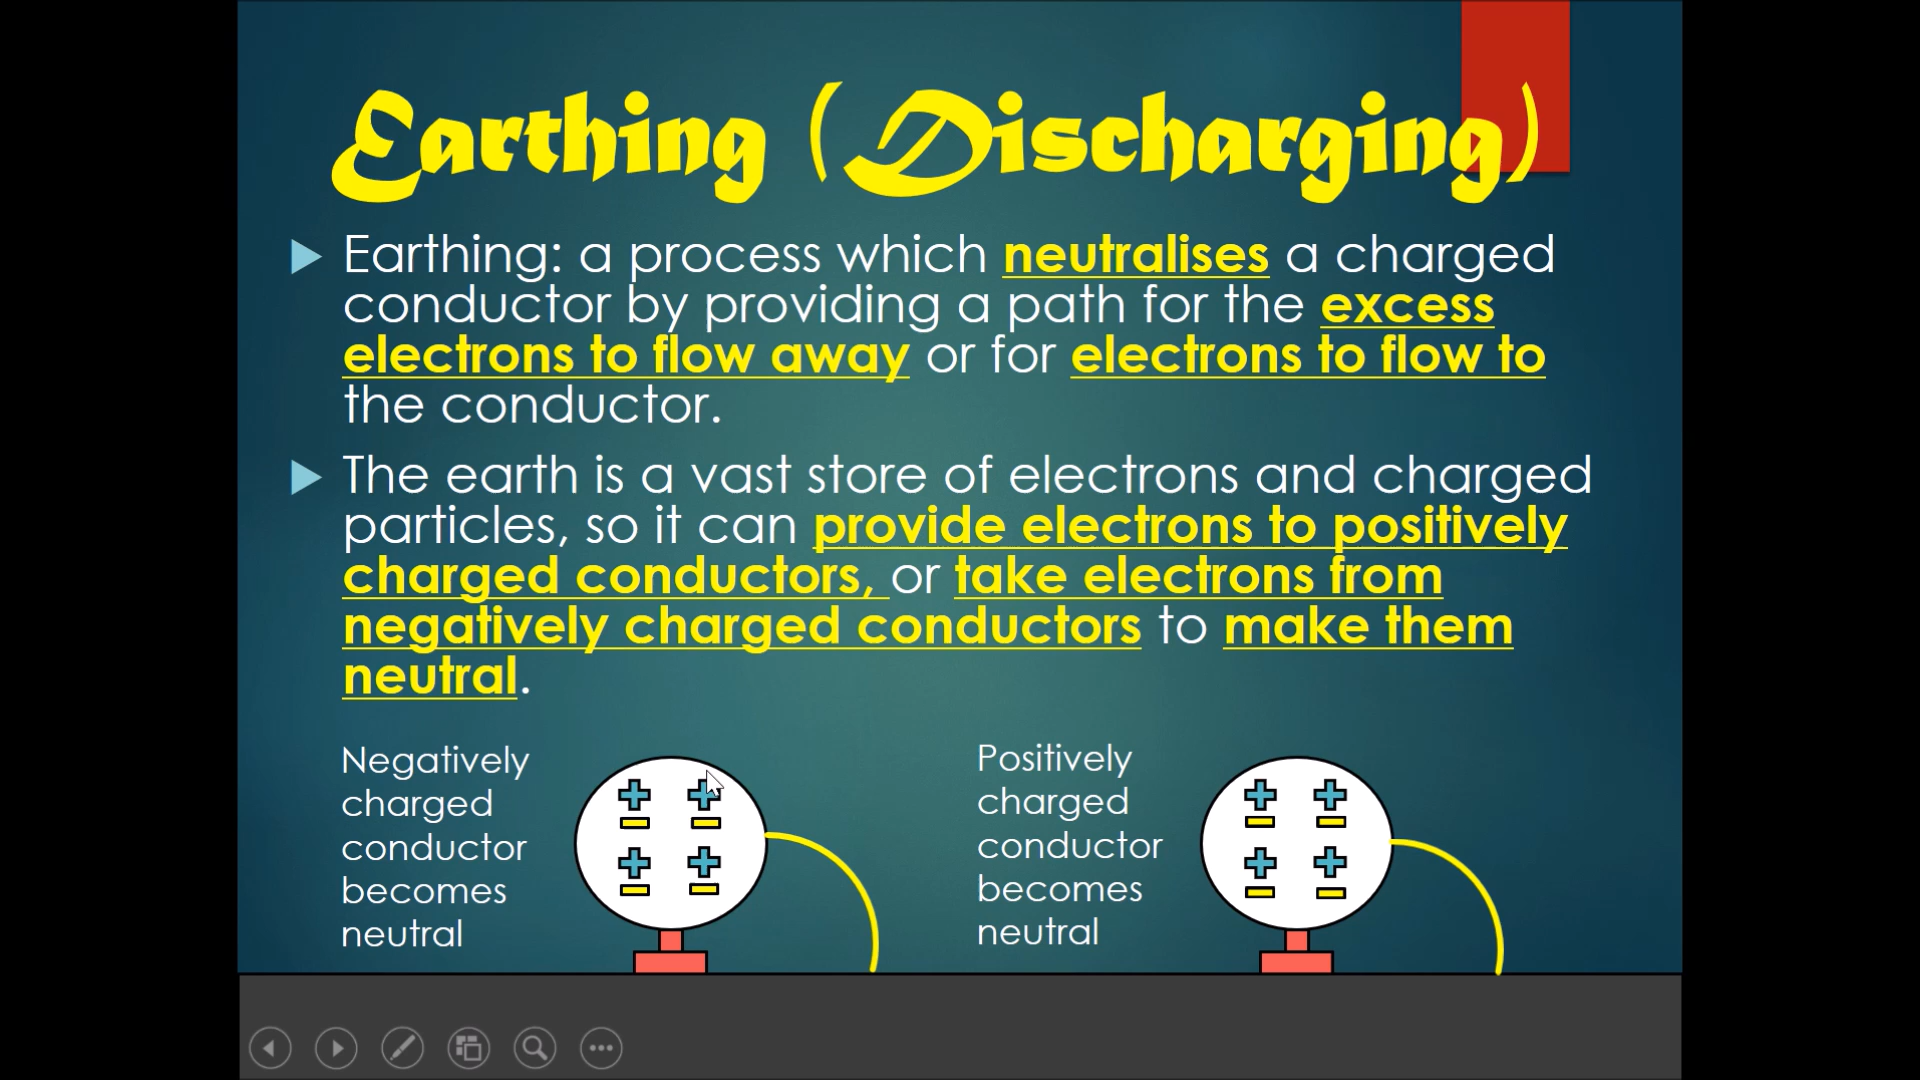 Earthing (Discharging)
Earthing: a process which neutralises a charged
conductor by providing a path for the excess
electrons to flow away or for electrons to flow to
the conductor.
The earth is a vast store of electrons and charged
particles, so it can provide electrons to positively
charged conductors, or take electrons from
negatively charged conductors to make them
neutral.
Negatively
charged
conductor
becomes
neutral
Positively
charged
conductor
becomes
neutral